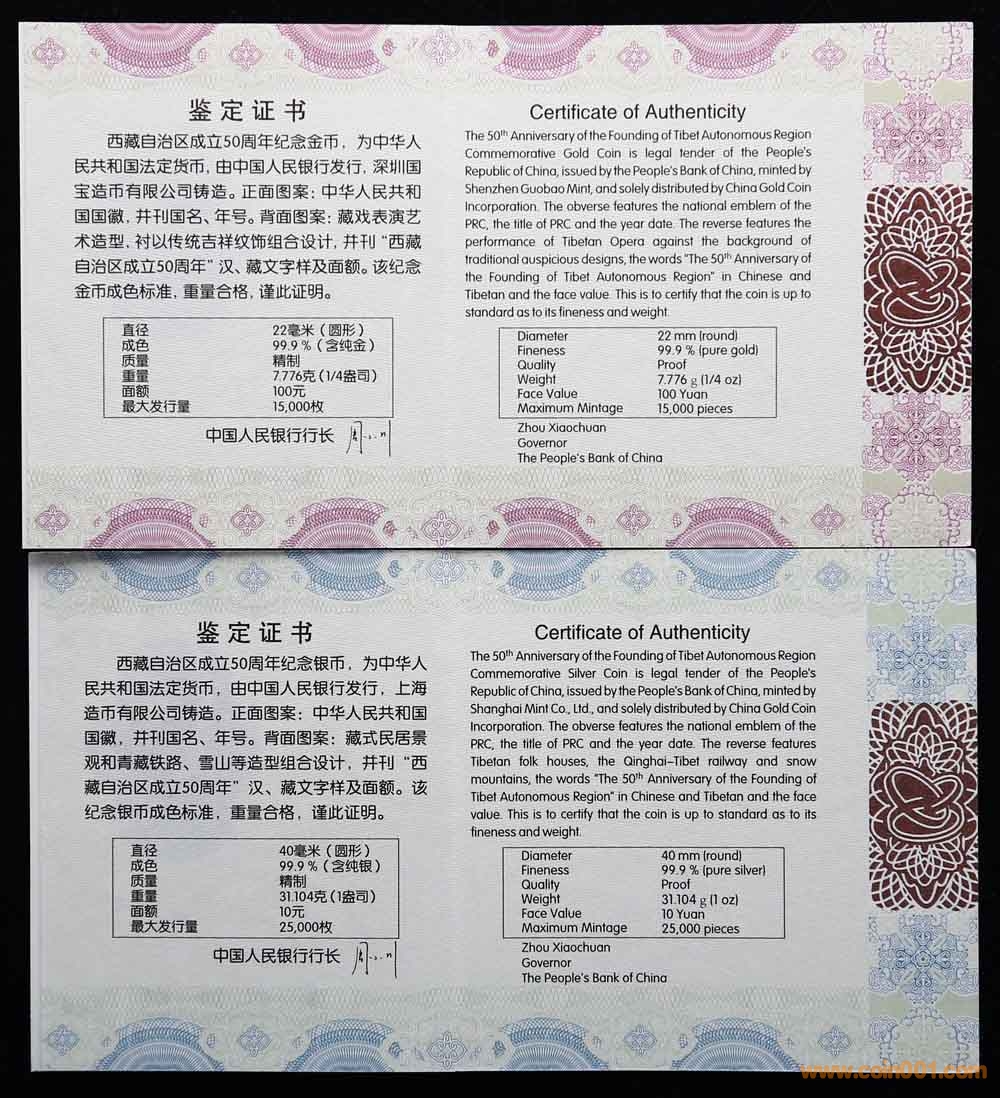 鉴定证书
西藏自治区成立50周年纪念金币，为中华人
民共和国法定货币，由中国人民银行发行，深圳国
宝造币有限公司铸造。正面图案：中华人民共和
国国徽，并刊国名、年号。背面图案：藏戏表演艺
术造型，衬以传统吉祥纹饰组合设计，并刊“西藏
自治区成立50周年”汉、藏文字样及面额。该纪念
金币成色标准，重量合格，谨此证明。
直径 22毫米（圆形）
成色 99.9%（含纯金）
质量 精制
重量 7.776克（1/4盎司）
面额 100元
最大发行量 15,000枚
中国人民银行行长
Certificate of Authenticity
The 50th Anniversary of the Founding of Tibet Autonomous Region
Commemorative Gold Coin is legal tender of the People's
Republic of China, issued by the People's Bank of China, minted by
Shenzhen Guobao Mint, and solely distributed by China Gold Coin
Incorporation. The obverse features the national emblem of the
PRC, the title of PRC and the year date. The reverse features the
performance of Tibetan Opera against the background of
traditional auspicious designs, the words "The 50th Anniversary of
the Founding of Tibet Autonomous Region" in Chinese and
Tibetan and the face value. This is to certify that the coin is up to
standard as to its fineness and weight.
Diameter 22 mm (round)
Fineness 99.9 % (pure gold)
Quality Proof
Weight 7.776 g (1/4 oz)
Face Value 100 Yuan
Maximum Mintage 15,000 pieces
Zhou Xiaochuan
Governor
The People's Bank of China
鉴定证书
西藏自治区成立50周年纪念银币，为中华人
民共和国法定货币，由中国人民银行发行，上海
造币有限公司铸造。正面图案：中华人民共和国
国徽，并刊国名、年号。背面图案：藏式民居景
观和青藏铁路、雪山等造型组合设计，并刊“西
藏自治区成立50周年”汉、藏文字样及面额。该
纪念银币成色标准，重量合格，谨此证明。
直径 40毫米（圆形）
成色 99.9%（含纯银）
质量 精制
重量 31.104克（1盎司）
面额 10元
最大发行量 25,000枚
中国人民银行行长
Certificate of Authenticity
The 50th Anniversary of the Founding of Tibet Autonomous Region
Commemorative Silver Coin is legal tender of the People's
Republic of China, issued by the People's Bank of China, minted by
Shanghai Mint Co., Ltd., and solely distributed by China Gold Coin
Incorporation. The obverse features the national emblem of the
PRC, the title of PRC and the year date. The reverse features
Tibetan folk houses, the Qinghai–Tibet railway and snow
mountains, the words "The 50th Anniversary of the Founding of
Tibet Autonomous Region" in Chinese and Tibetan and the face
value. This is to certify that the coin is up to standard as to its
fineness and weight.
Diameter 40 mm (round)
Fineness 99.9 % (pure silver)
Quality Proof
Weight 31.104 g (1 oz)
Face Value 10 Yuan
Maximum Mintage 25,000 pieces
Zhou Xiaochuan
Governor
The People's Bank of China
www.coin001.com